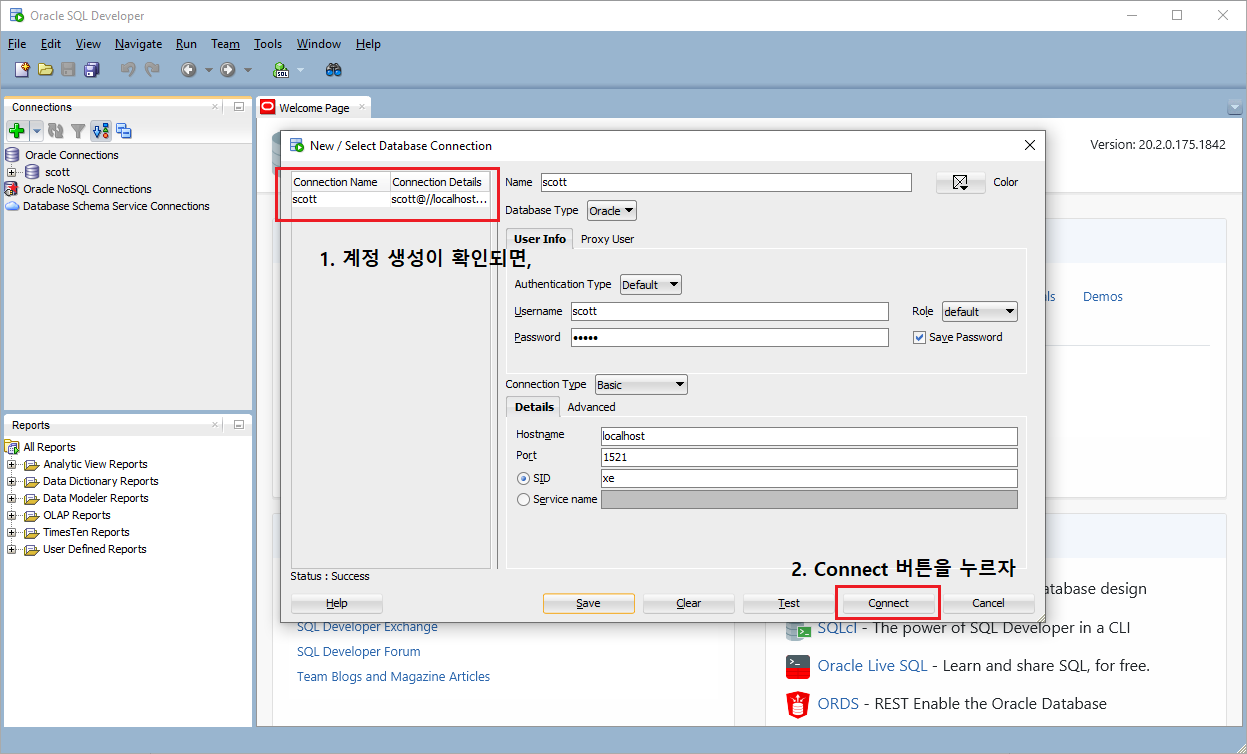 Oracle SQL Developer
File Edit View Navigate Run Team Tools Window Help
Connections
Oracle Connections
scott
Oracle NoSQL Connections
Database Schema Service Connections
Reports
All Reports
Analytic View Reports
Data Dictionary Reports
Data Modeler Reports
OLAP Reports
TimesTen Reports
User Defined Reports
Welcome Page
Version: 20.2.0.175.1842
Demos
New / Select Database Connection
Connection Name Connection Details
scott scott@//localhost...
1. 계정 생성이 확인되면,
Name scott Color
Database Type Oracle
User Info Proxy User
Authentication Type Default
Username scott Role default
Password ••••• Save Password
Connection Type Basic
Details Advanced
Hostname localhost
Port 1521
SID xe
Service name
2. Connect 버튼을 누르자
Status : Success
Help Save Clear Test Connect Cancel
SQL Developer Exchange
SQL Developer Forum
Team Blogs and Magazine Articles
design
SQLcl - The power of SQL Developer in a CLI
Oracle Live SQL - Learn and share SQL, for free.
ORDS - REST Enable the Oracle Database